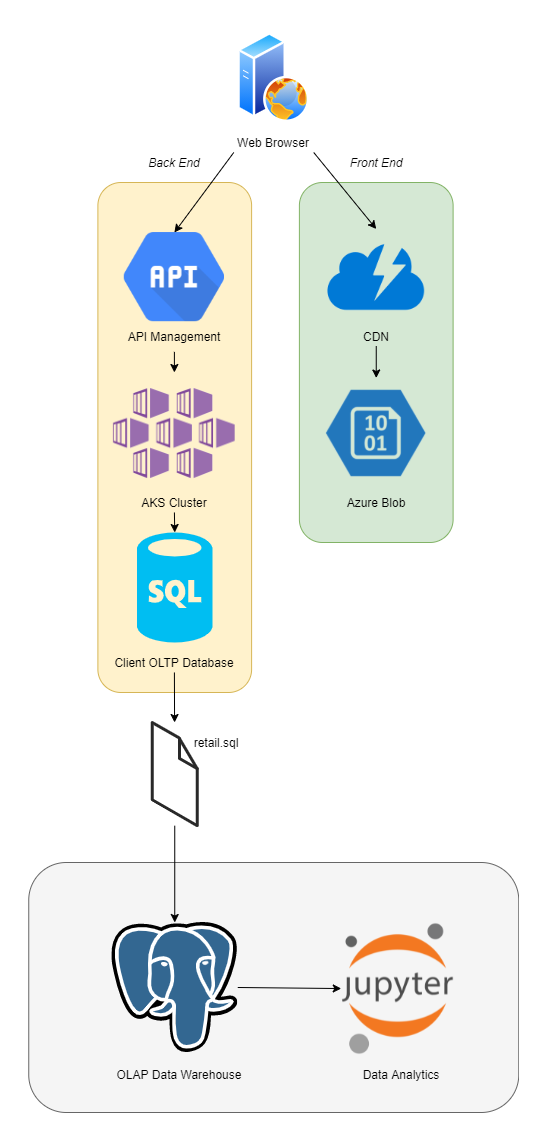 Web Browser
Back End
Front End
API
API Management
CDN
10
01
AKS Cluster
Azure Blob
SQL
Client OLTP Database
retail.sql
jupyter
OLAP Data Warehouse
Data Analytics